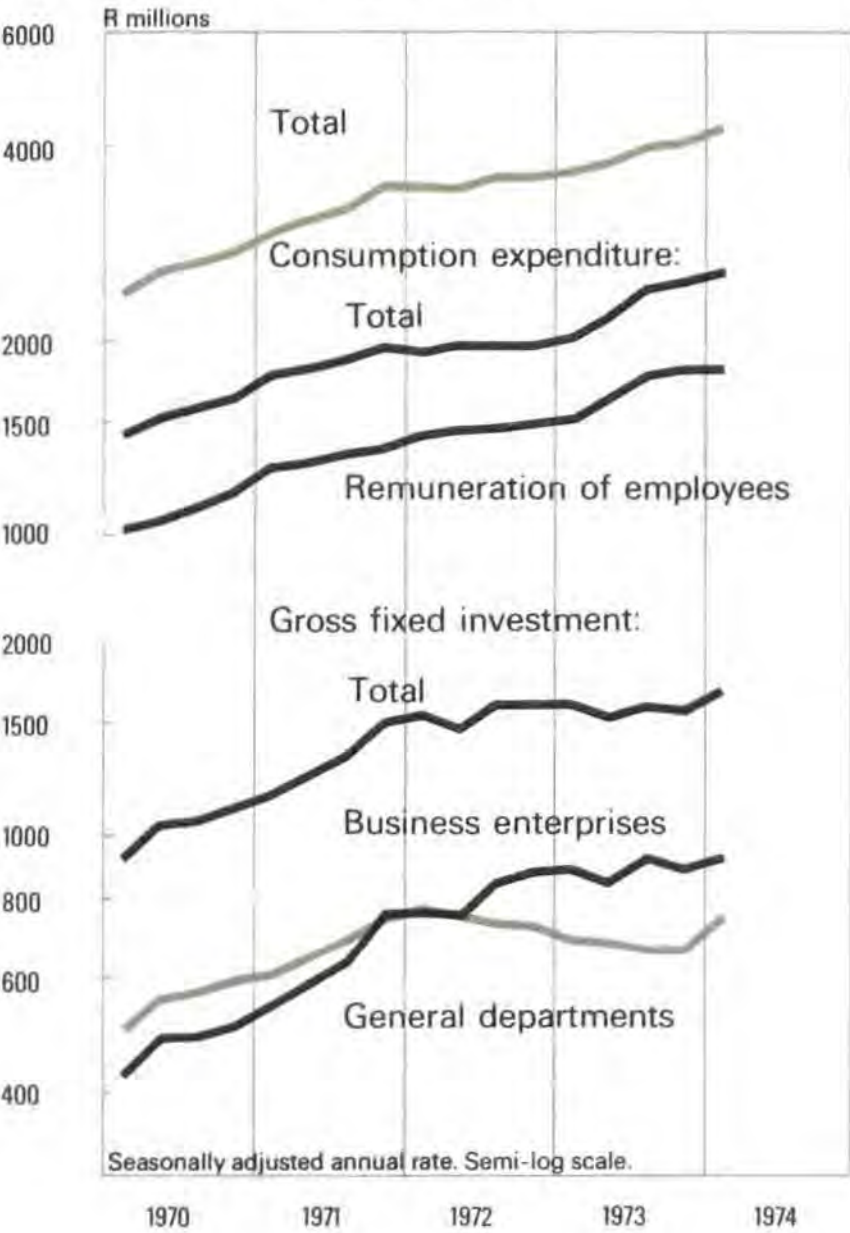 R millions
6000
Total
4000
Consumption expenditure:
Total
2000
1500
Remuneration of employees
1000
Gross fixed investment:
2000
Total
1500
Business enterprises
1000
800
600
General departments
400
Seasonally adjusted annual rate. Semi-log scale.
1970 1971 1972 1973 1974